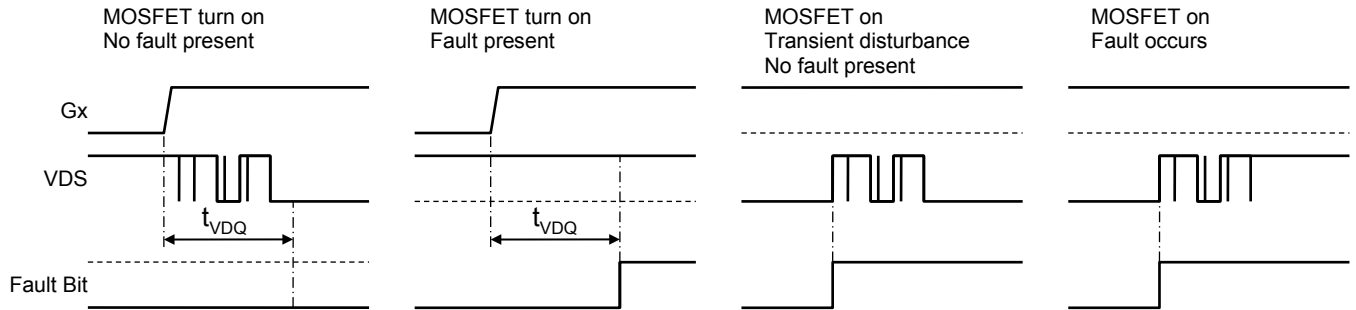 MOSFET turn on
No fault present
MOSFET turn on
Fault present
MOSFET on
Transient disturbance
No fault present
MOSFET on
Fault occurs
Gx
VDS
tVDQ
tVDQ
Fault Bit